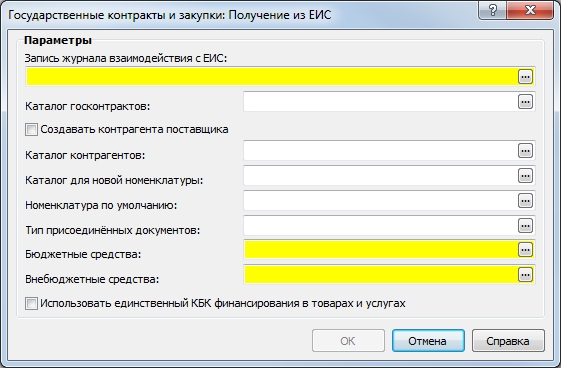 Государственные контракты и закупки: Получение из ЕИС
Параметры
Запись журнала взаимодействия с ЕИС:
Каталог госконтрактов:
Создавать контрагента поставщика
Каталог контрагентов:
Каталог для новой номенклатуры:
Номенклатура по умолчанию:
Тип присоединённых документов:
Бюджетные средства:
Внебюджетные средства:
Использовать единственный КБК финансирования в товарах и услугах
ОК Отмена Справка